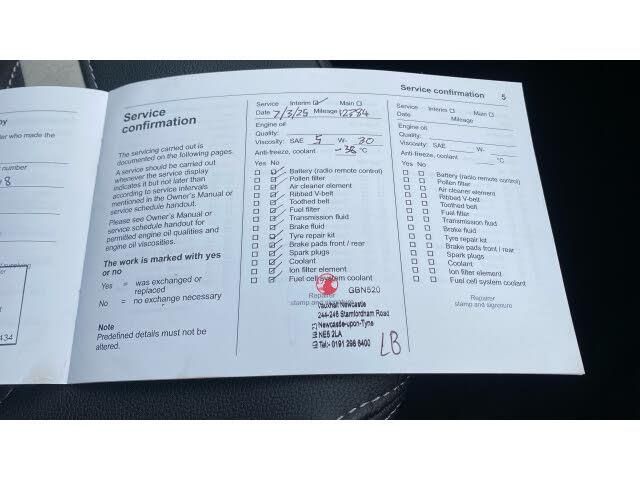 by
ler who made the
number
8
supplying
434
Service
confirmation
The servicing carried out is
documented on the following pages.
A service should be carried out
whenever the service display
indicates it but not later than
according to service intervals
mentioned in the Owner's Manual or
service schedule handout.
Please see Owner's Manual or
service schedule handout for
permitted engine oil qualities and
engine oil viscosities.
The work is marked with yes
or no
Yes = was exchanged or
replaced
No = no exchange necessary
Note
Predefined details must not be
altered.
Service confirmation 5
Service Interim ☑ Main ☐
Date 7/3/25 Mileage 12384
Engine oil
Quality:
Viscosity: SAE 5 W- 30
Anti-freeze, coolant -38 °C
Yes No
☐ ☑ Battery (radio remote control)
☐ ☑ Pollen filter
☐ ☑ Air cleaner element
☐ ☑ Ribbed V-belt
☐ ☑ Toothed belt
☐ ☑ Fuel filter
☐ ☑ Transmission fluid
☐ ☑ Brake fluid
☐ ☑ Tyre repair kit
☐ ☑ Brake pads front / rear
☐ ☑ Spark plugs
☐ ☑ Coolant
☐ ☑ Ion filter element
☐ ☑ Fuel cell system coolant
GBN520
Repairer
stamp and signature
Vauxhall Newcastle
244-246 Stamfordham Road
Newcastle-upon-Tyne
NE5 2LA
Tel:- 0191 286 6400
LB
Service Interim ☐ Main ☐
Date Mileage
Engine oil
Quality:
Viscosity: SAE W-
Anti-freeze, coolant °C
Yes No
☐ ☐ Battery (radio remote control)
☐ ☐ Pollen filter
☐ ☐ Air cleaner element
☐ ☐ Ribbed V-belt
☐ ☐ Toothed belt
☐ ☐ Fuel filter
☐ ☐ Transmission fluid
☐ ☐ Brake fluid
☐ ☐ Tyre repair kit
☐ ☐ Brake pads front / rear
☐ ☐ Spark plugs
☐ ☐ Coolant
☐ ☐ Ion filter element
☐ ☐ Fuel cell system coolant
Repairer
stamp and signature